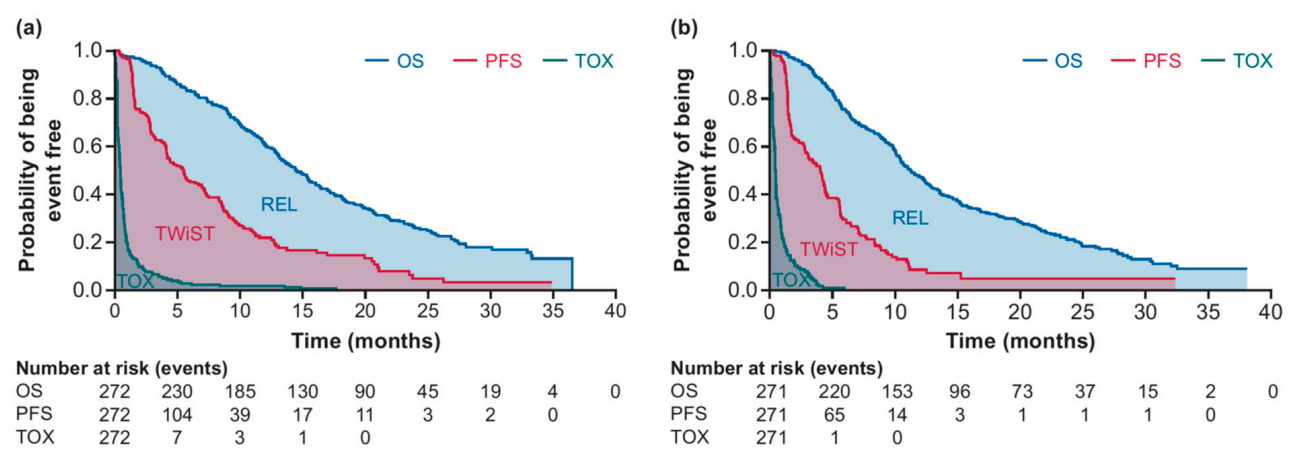 (a)
Probability of being
event free
1.0
0.8
0.6
0.4
0.2
0.0
OS PFS TOX
REL
TWiST
TOX
0 5 10 15 20 25 30 35 40
Time (months)
Number at risk (events)
OS 272 230 185 130 90 45 19 4 0
PFS 272 104 39 17 11 3 2 0
TOX 272 7 3 1 0
(b)
Probability of being
event free
1.0
0.8
0.6
0.4
0.2
0.0
OS PFS TOX
REL
TWiST
TOX
0 5 10 15 20 25 30 35 40
Time (months)
Number at risk (events)
OS 271 220 153 96 73 37 15 2 0
PFS 271 65 14 3 1 1 1 0
TOX 271 1 0